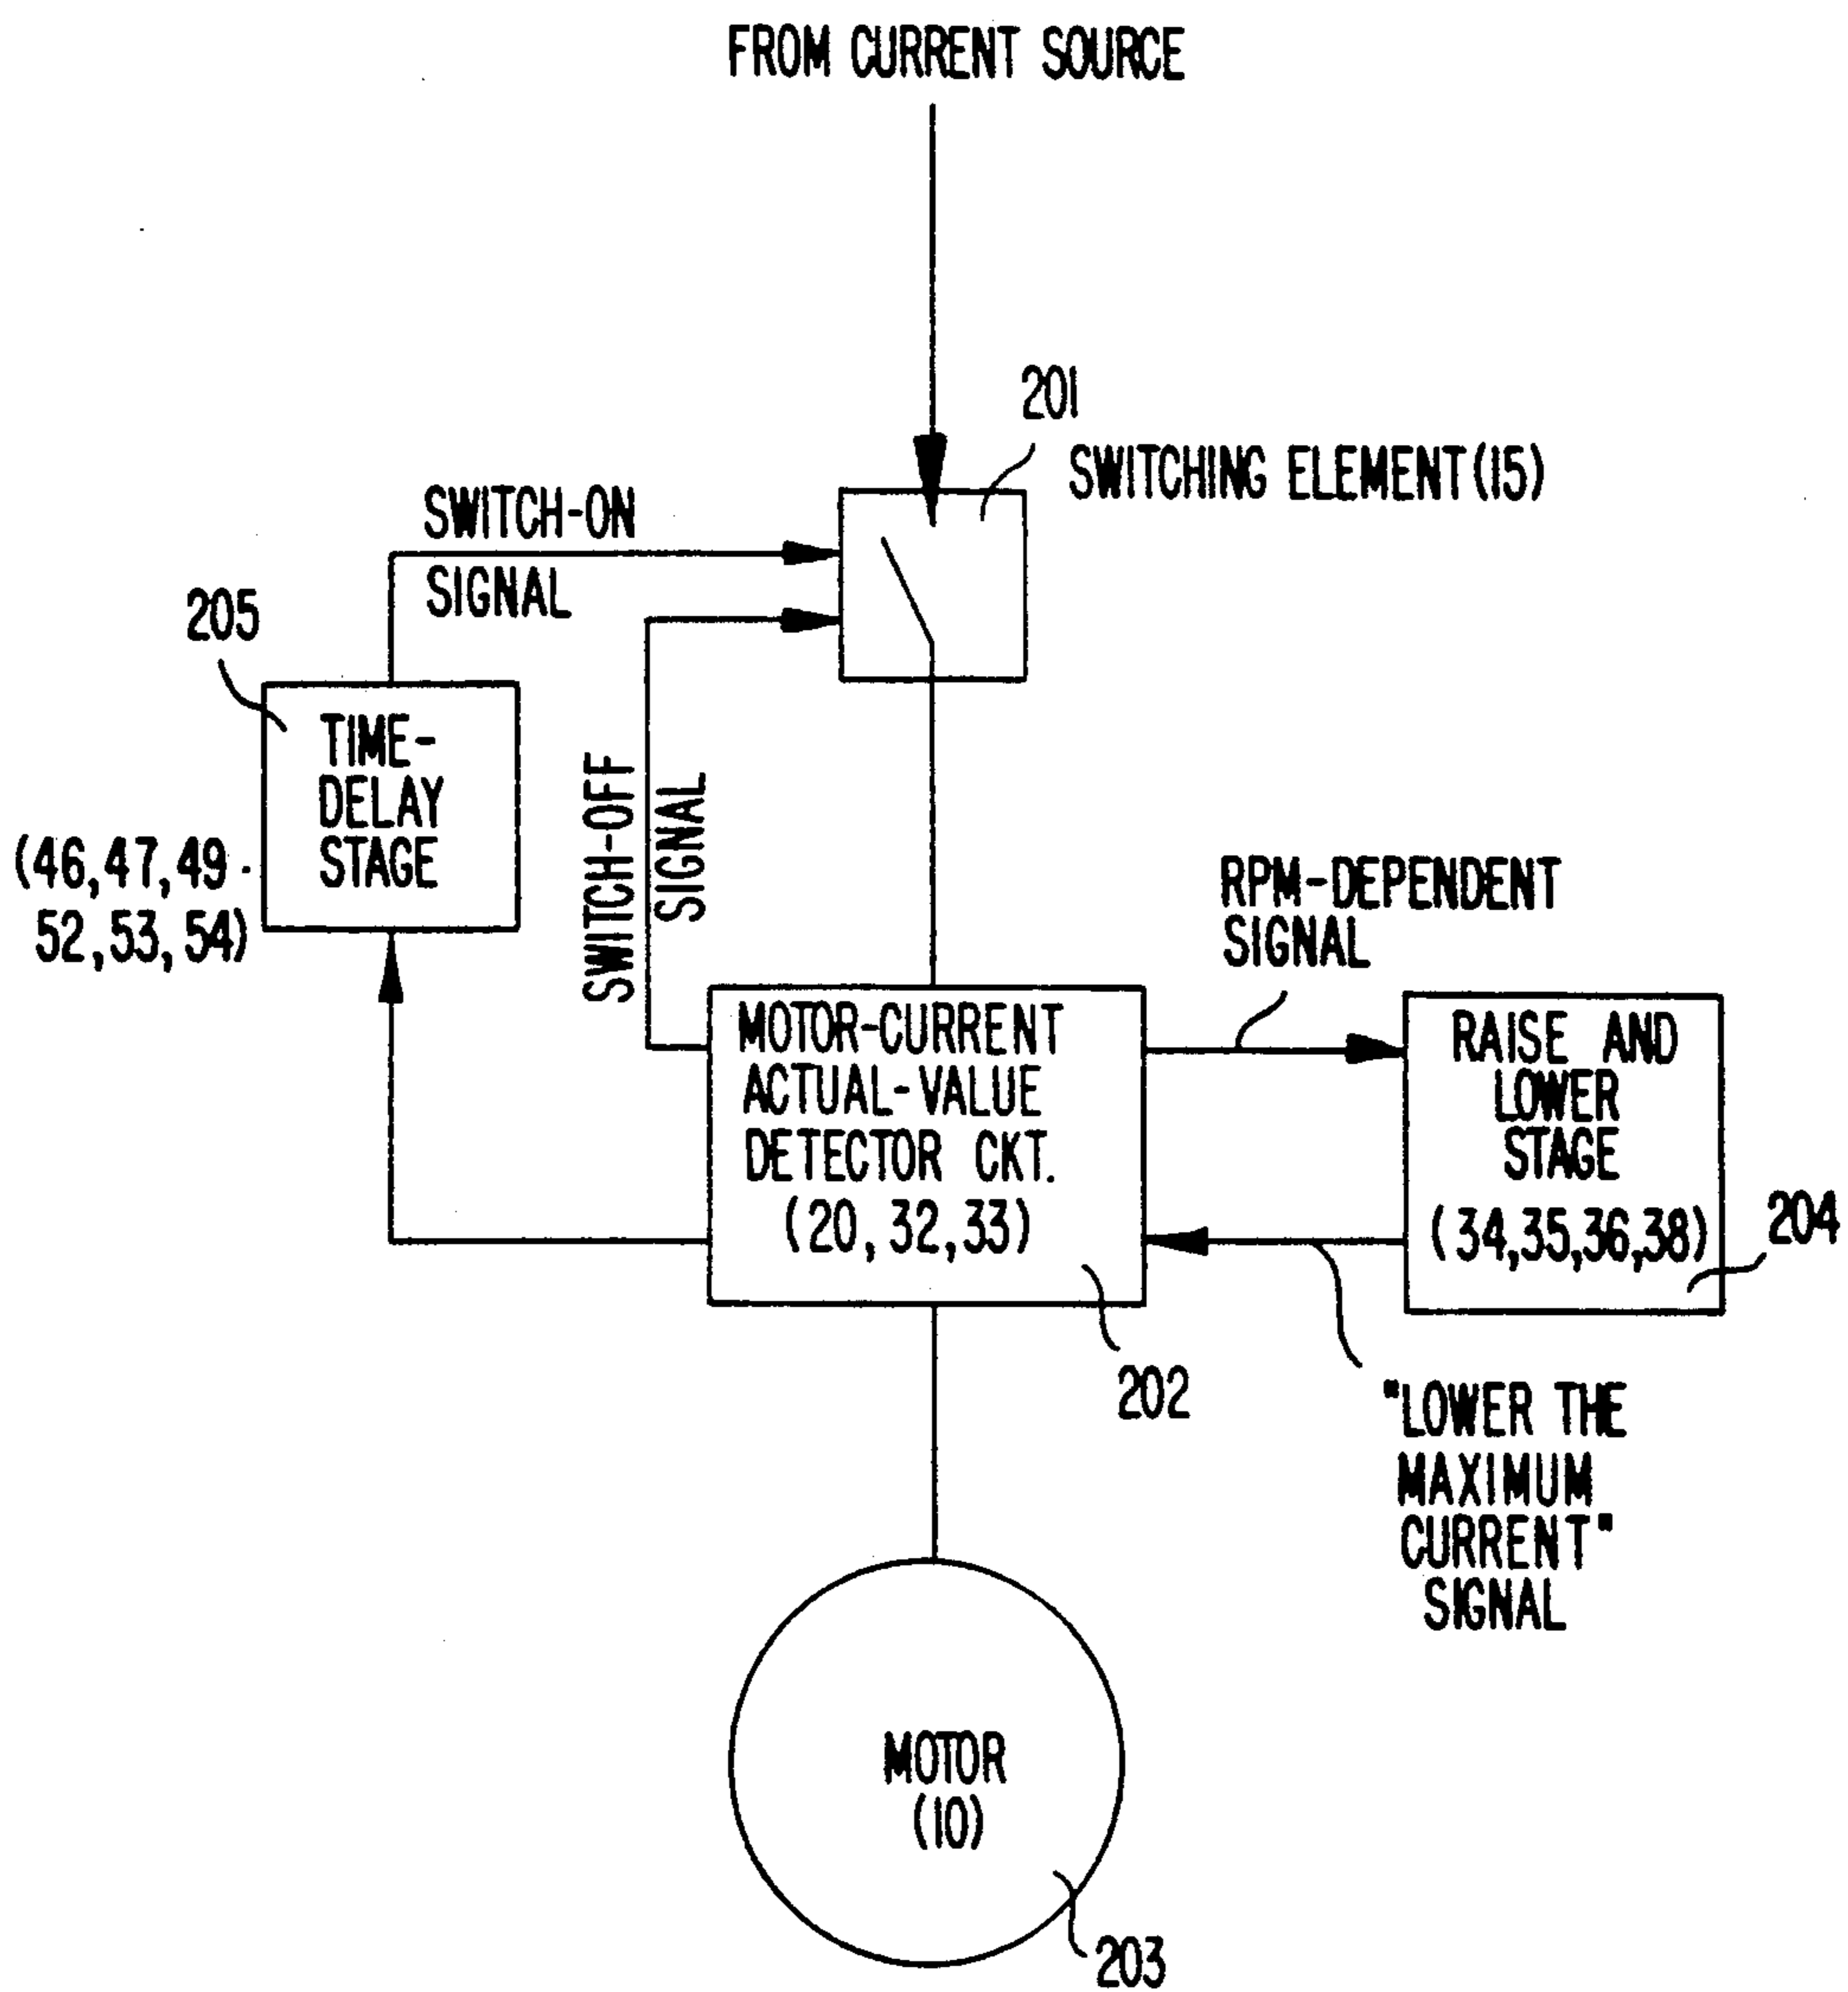 FROM CURRENT SOURCE
201
SWITCHING ELEMENT (15)
SWITCH-ON
SIGNAL
205
TIME-
DELAY
STAGE
(46,47,49-
52,53,54)
SWITCH-OFF
SIGNAL
RPM-DEPENDENT
SIGNAL
MOTOR-CURRENT
ACTUAL-VALUE
DETECTOR CKT.
(20,32,33)
RAISE AND
LOWER
STAGE
(34,35,36,38)
204
202
"LOWER THE
MAXIMUM
CURRENT"
SIGNAL
MOTOR
(10)
203